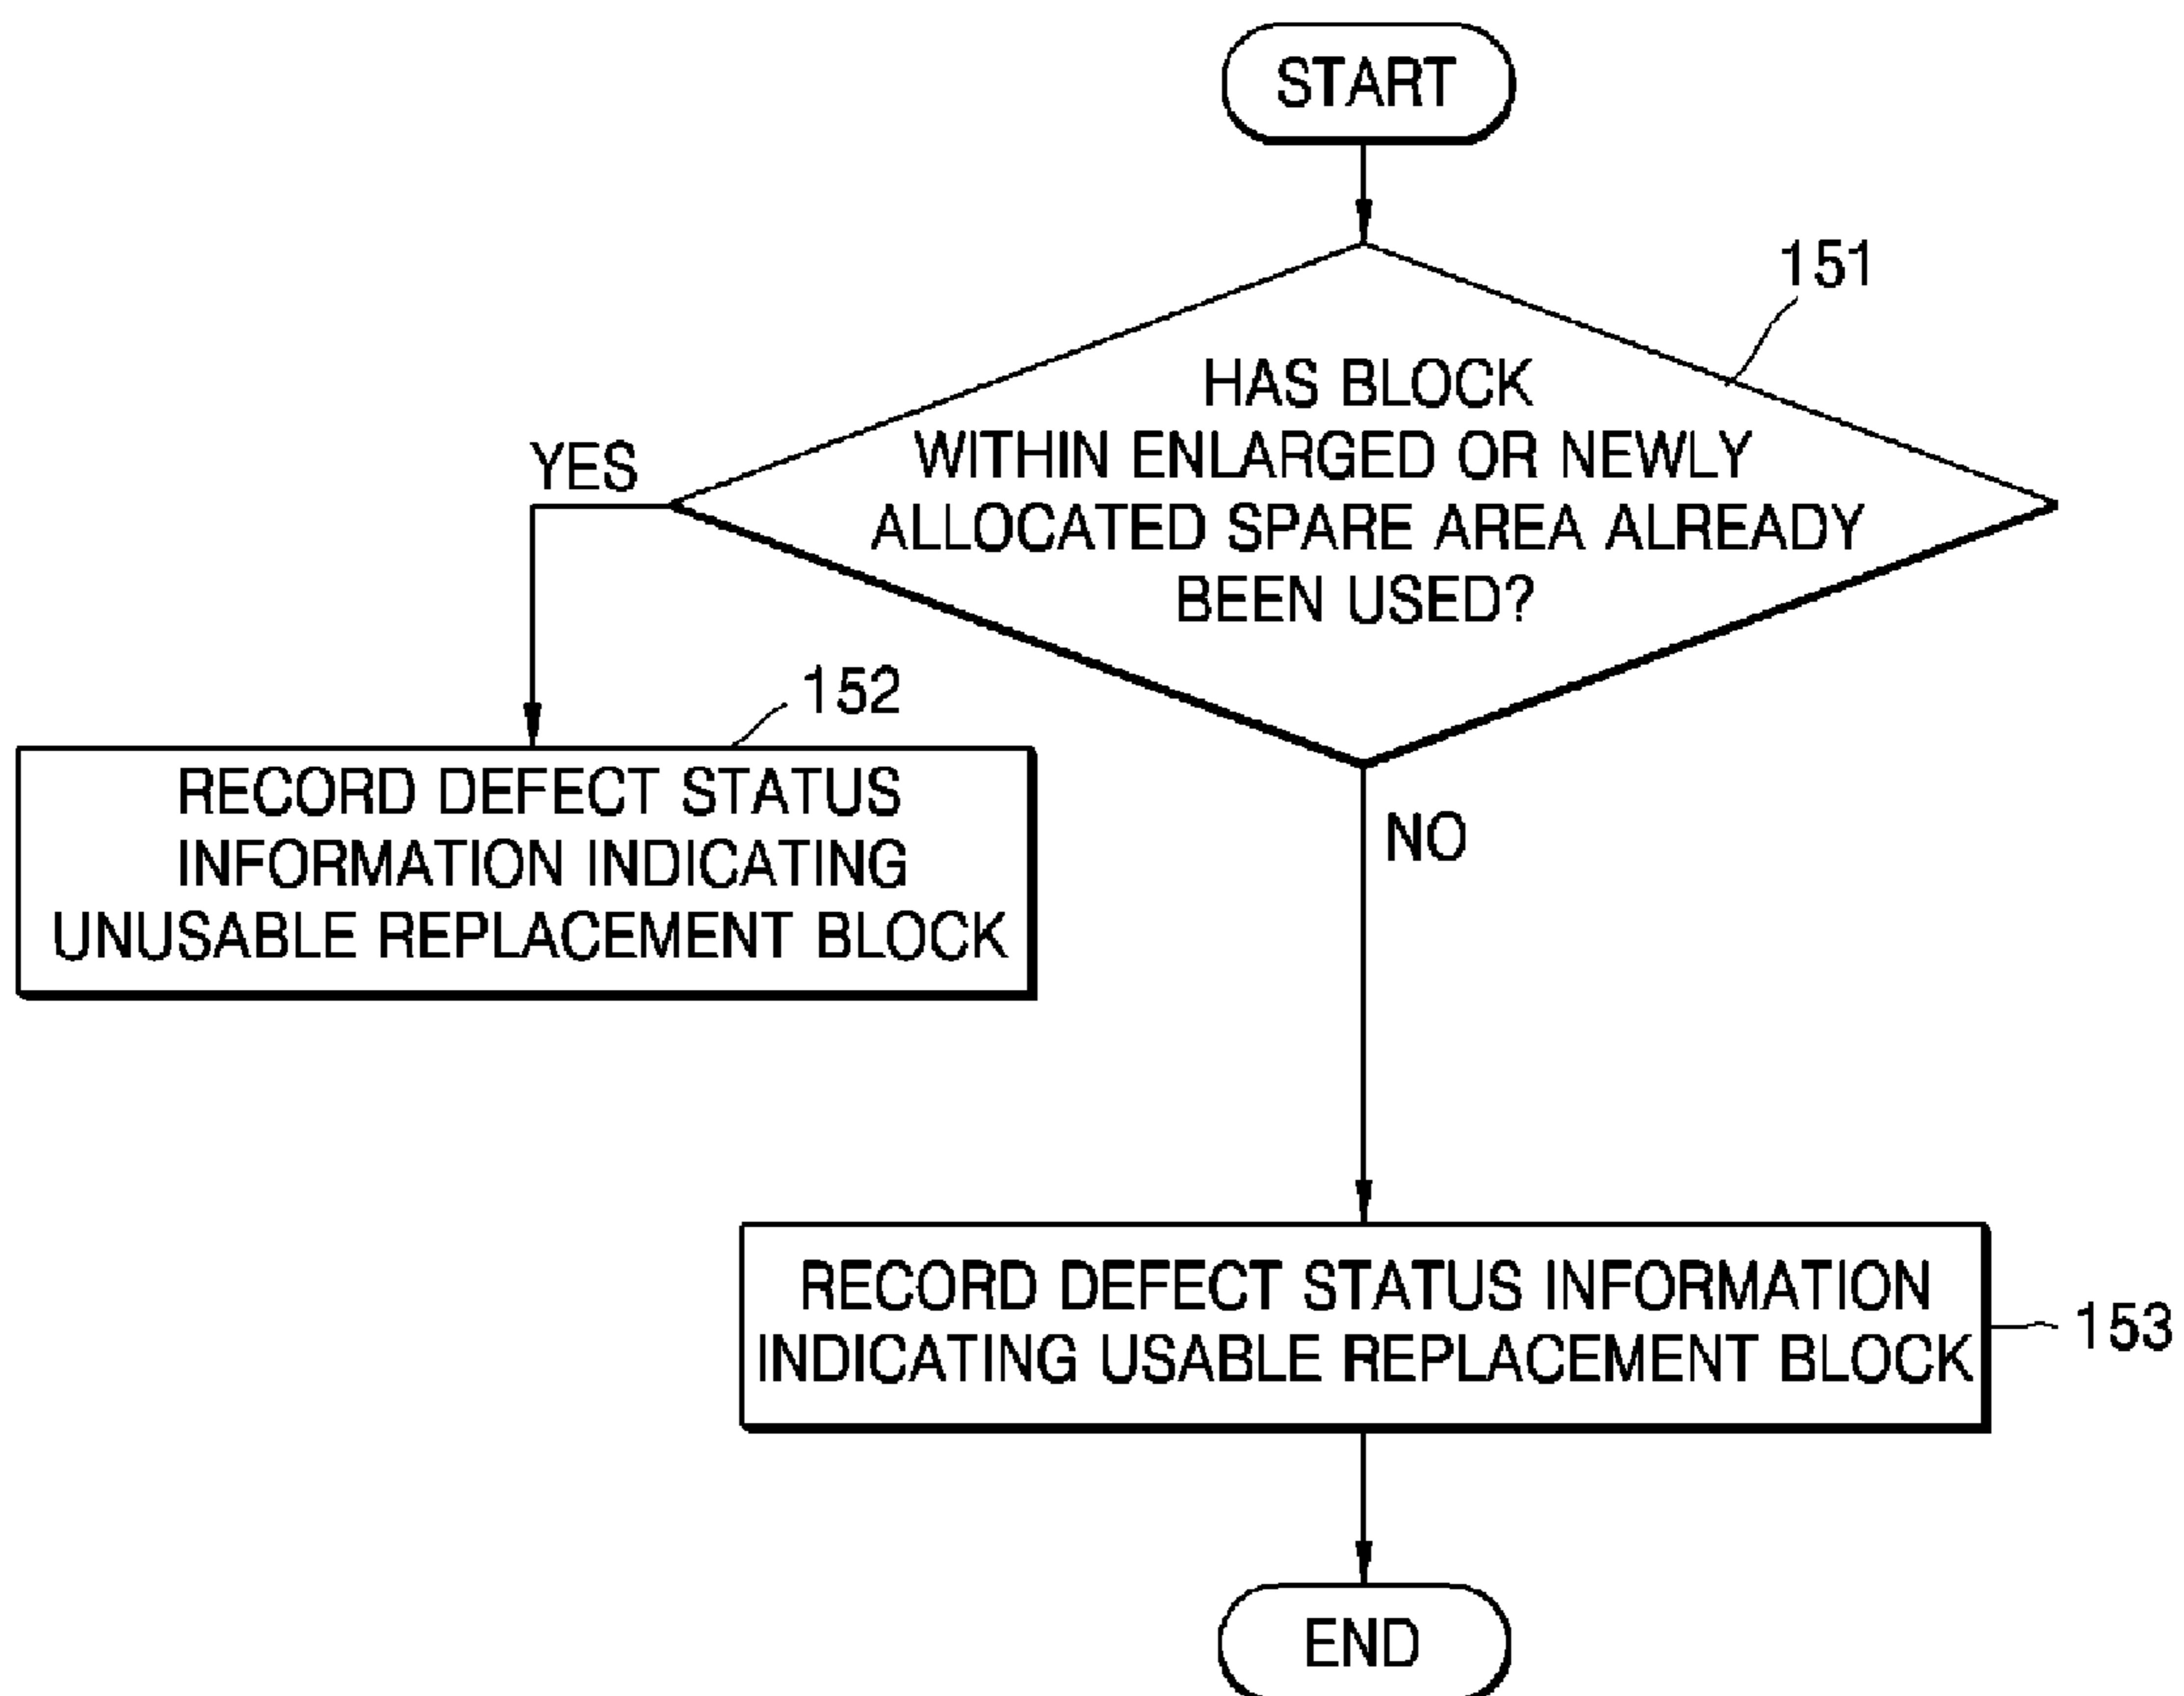 START
151
HAS BLOCK
WITHIN ENLARGED OR NEWLY
ALLOCATED SPARE AREA ALREADY
BEEN USED?
YES
152
RECORD DEFECT STATUS
INFORMATION INDICATING
UNUSABLE REPLACEMENT BLOCK
NO
RECORD DEFECT STATUS INFORMATION
INDICATING USABLE REPLACEMENT BLOCK
153
END